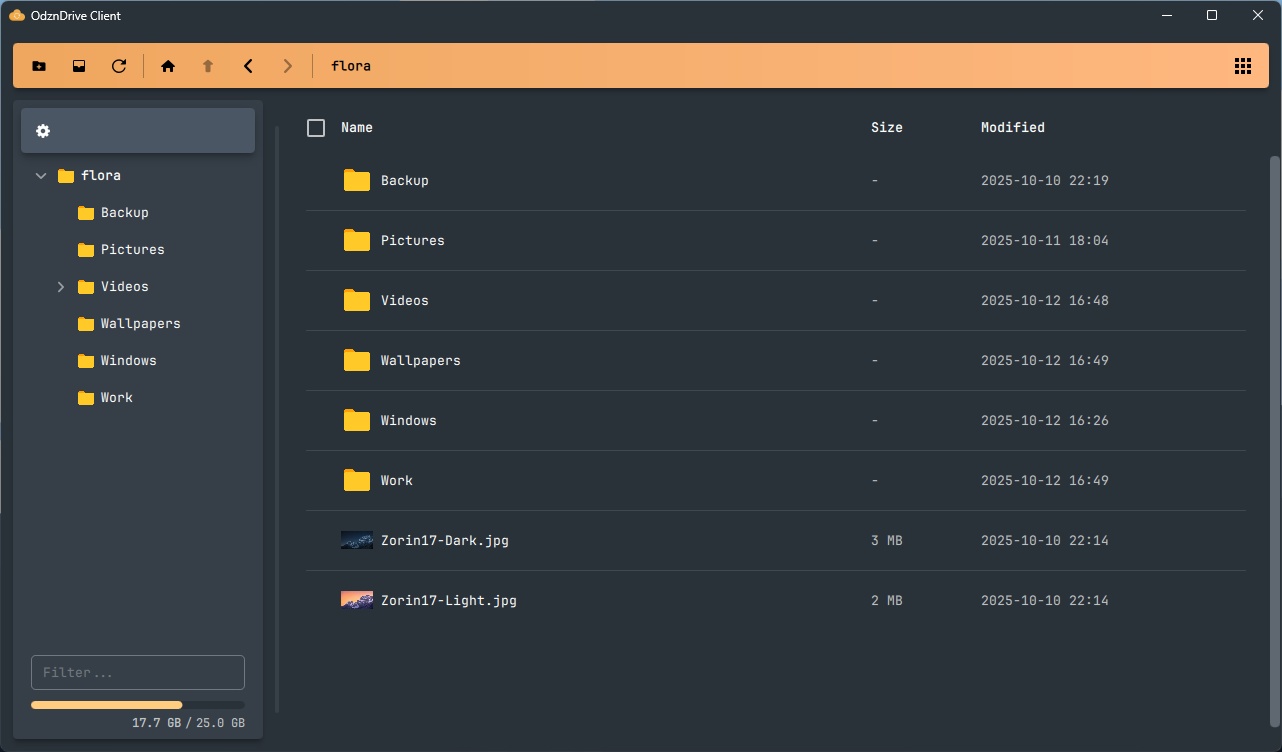 OdznDrive Client
flora
flora
Backup
Pictures
Videos
Wallpapers
Windows
Work
Filter...
17.7 GB / 25.0 GB
Name Size Modified
Backup - 2025-10-10 22:19
Pictures - 2025-10-11 18:04
Videos - 2025-10-12 16:48
Wallpapers - 2025-10-12 16:49
Windows - 2025-10-12 16:26
Work - 2025-10-12 16:49
Zorin17-Dark.jpg 3 MB 2025-10-10 22:14
Zorin17-Light.jpg 2 MB 2025-10-10 22:14